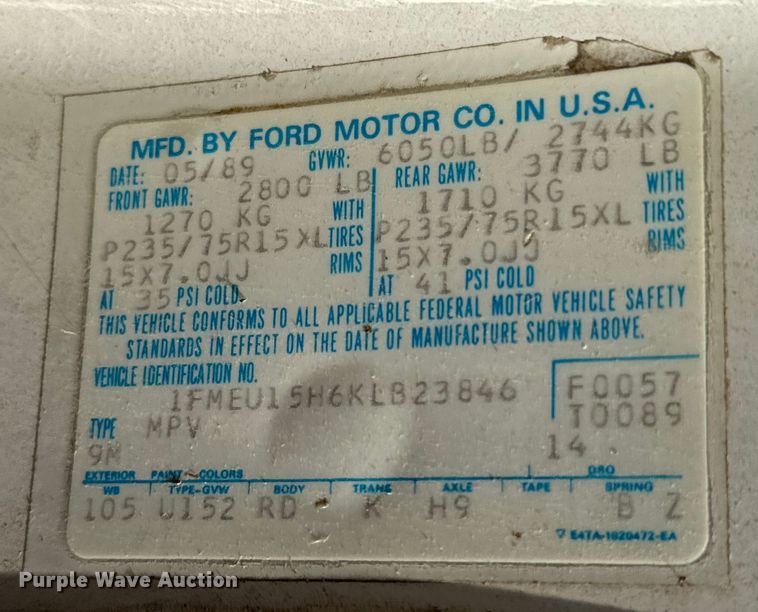 MFD. BY FORD MOTOR CO. IN U.S.A.
DATE: 05/89 GVWR: 6050LB/ 2744KG
FRONT GAWR: 2800 LB REAR GAWR: 3770 LB
1270 KG WITH 1710 KG WITH
P235/75R15XL TIRES P235/75R15XL TIRES
15X7.0JJ RIMS 15X7.0JJ RIMS
AT 35 PSI COLD AT 41 PSI COLD
THIS VEHICLE CONFORMS TO ALL APPLICABLE FEDERAL MOTOR VEHICLE SAFETY
STANDARDS IN EFFECT ON THE DATE OF MANUFACTURE SHOWN ABOVE.
VEHICLE IDENTIFICATION NO.
1FMEU15H6KLB23846 F0057
TYPE MPV T0089
9M 14
EXTERIOR PAINT COLORS DSO
WB TYPE-GVW BODY TRANS AXLE TAPE SPRING
105 U152 RD K H9 B Z
E4TA-1520472-EA
Purple Wave Auction